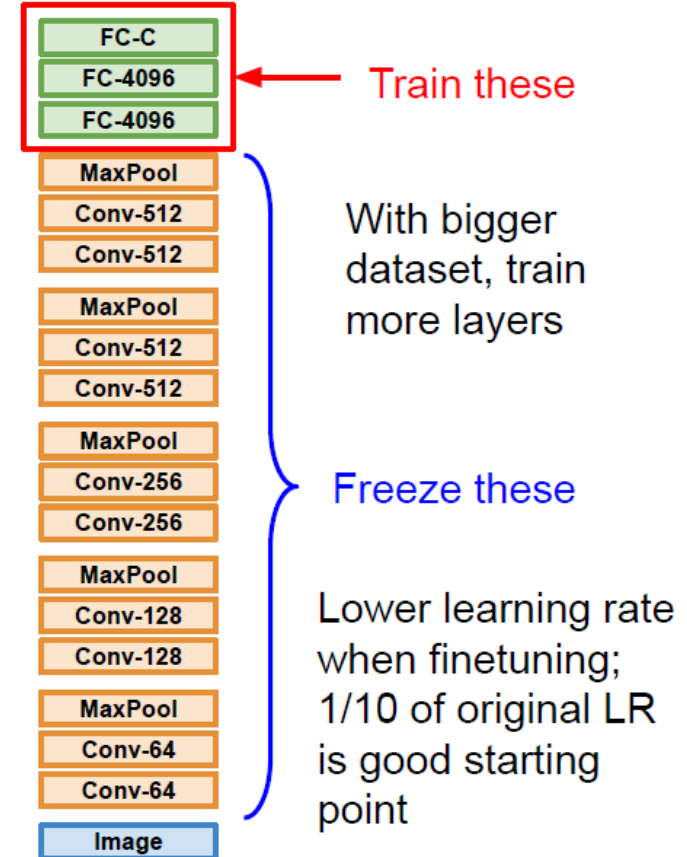 FC-C
FC-4096
FC-4096
Train these
MaxPool
Conv-512
Conv-512
MaxPool
Conv-512
Conv-512
MaxPool
Conv-256
Conv-256
MaxPool
Conv-128
Conv-128
MaxPool
Conv-64
Conv-64
Image
With bigger
dataset, train
more layers
Freeze these
Lower learning rate
when finetuning;
1/10 of original LR
is good starting
point